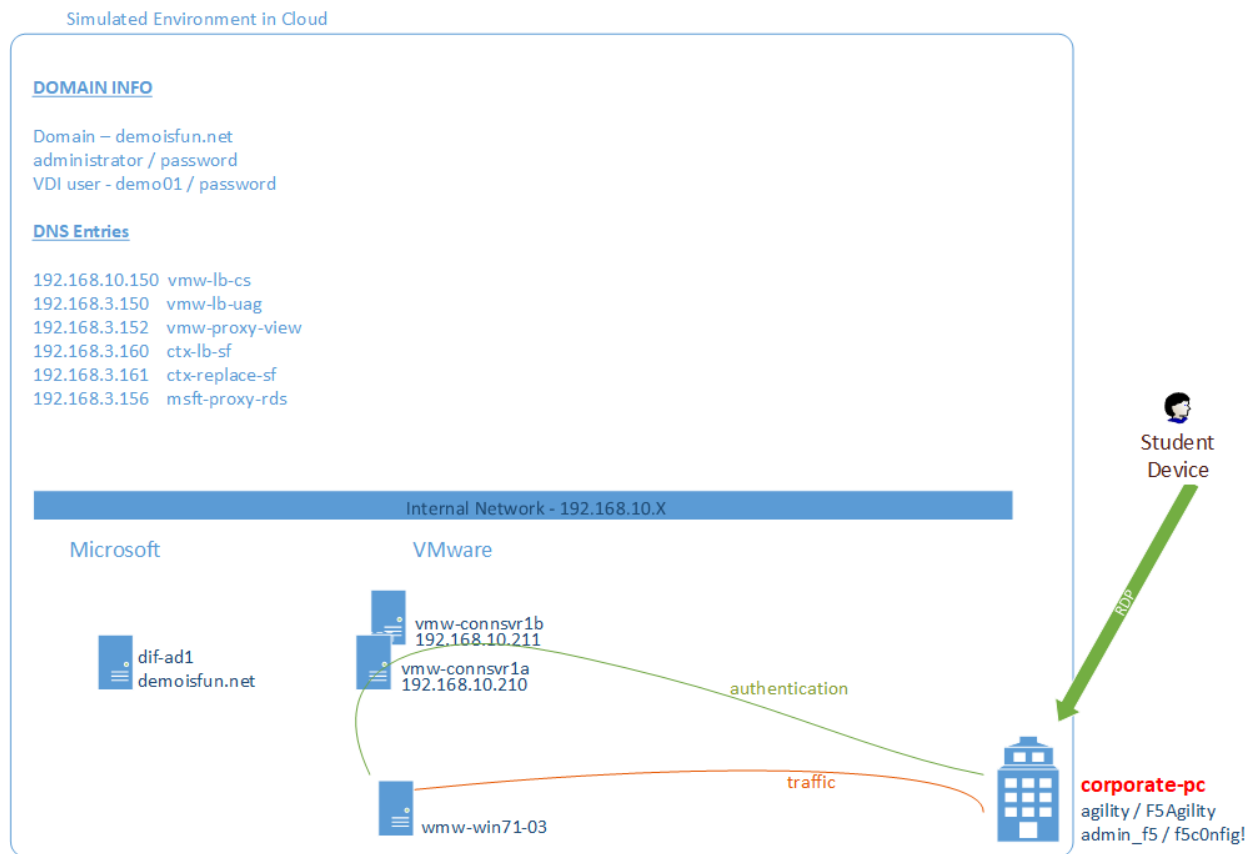 Simulated Environment in Cloud
DOMAIN INFO
Domain – demoisfun.net
administrator / password
VDI user - demo01 / password
DNS Entries
192.168.10.150 vmw-lb-cs
192.168.3.150 vmw-lb-uag
192.168.3.152 vmw-proxy-view
192.168.3.160 ctx-lb-sf
192.168.3.161 ctx-replace-sf
192.168.3.156 msft-proxy-rds
Student
Device
RDP
Internal Network - 192.168.10.X
Microsoft
VMware
vmw-connsvr1b
192.168.10.211
dif-ad1
demoisfun.net
vmw-connsvr1a
192.168.10.210
authentication
traffic
wmw-win71-03
corporate-pc
agility / F5Agility
admin_f5 / f5c0nfig!